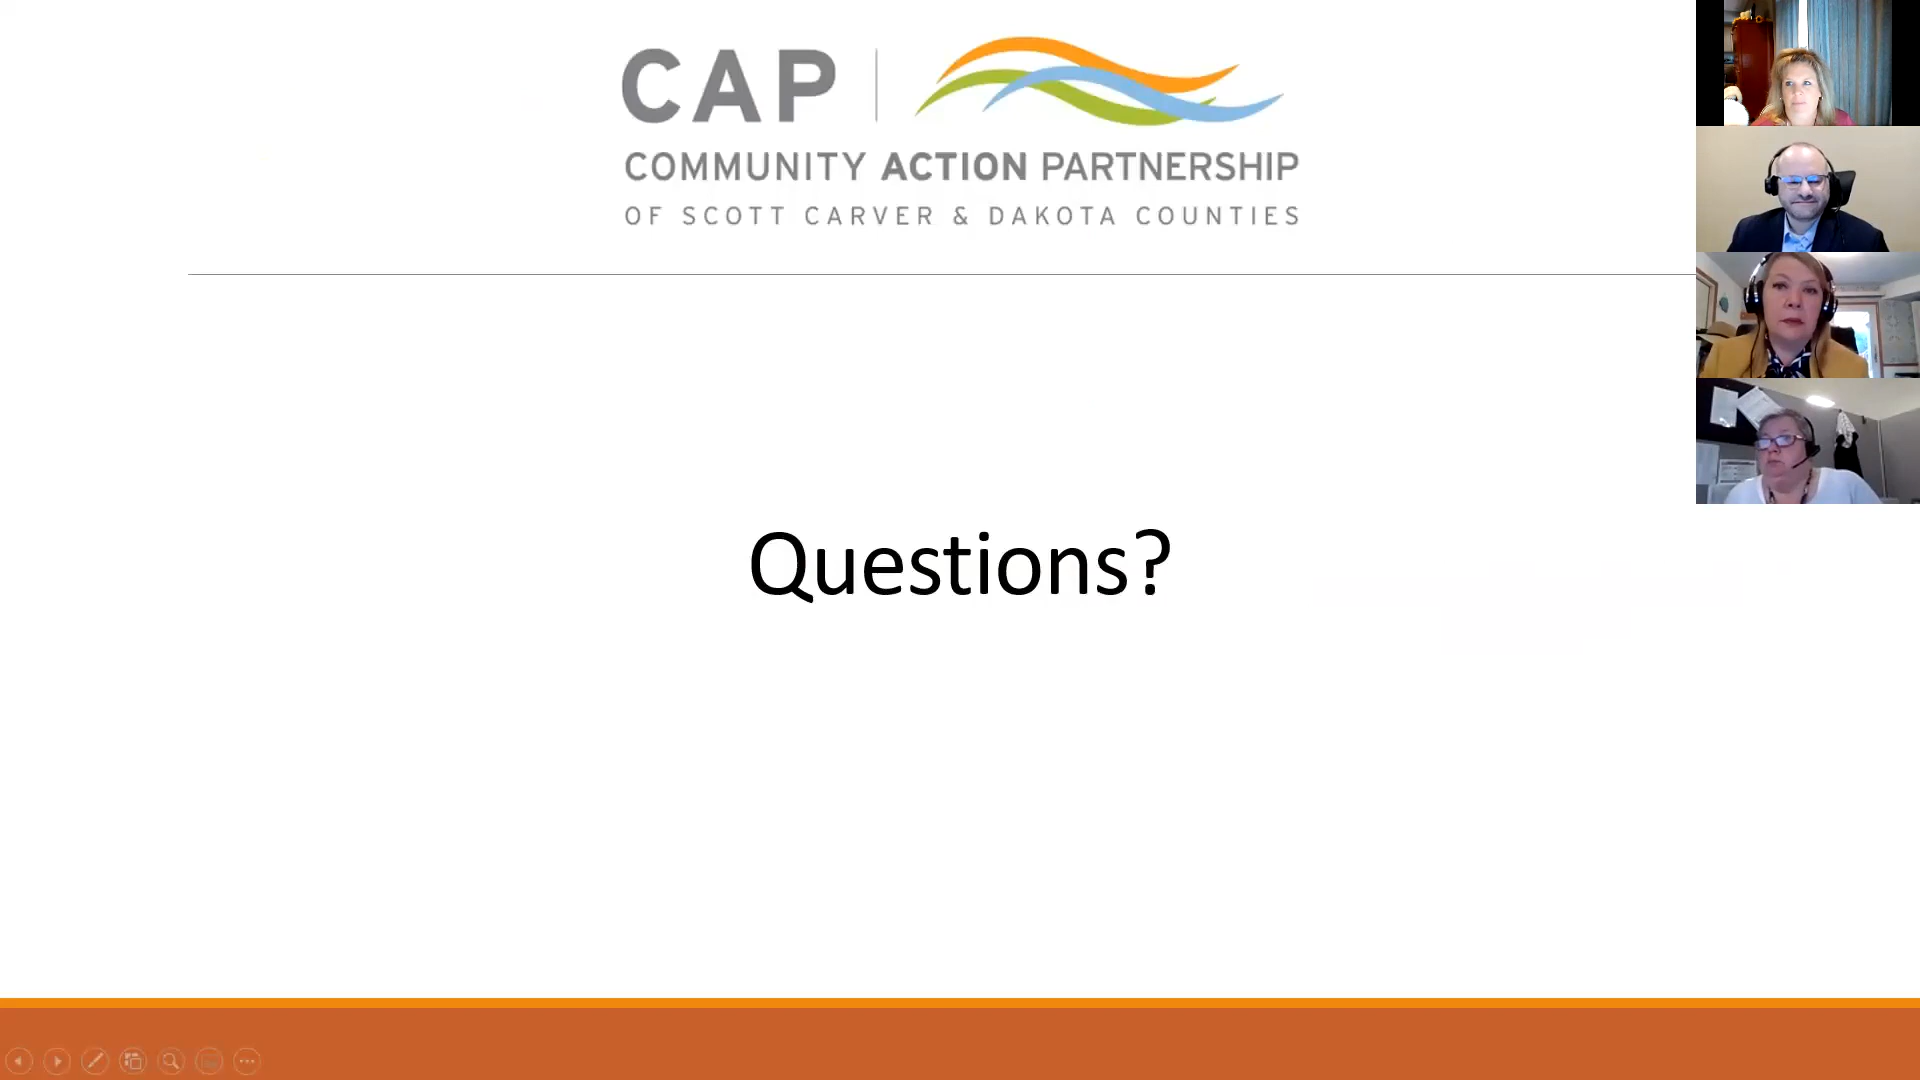 CAP
COMMUNITY ACTION PARTNERSHIP
OF SCOTT CARVER & DAKOTA COUNTIES
Questions?